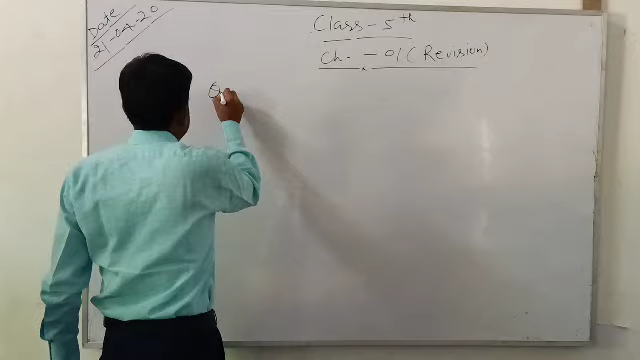 Date
21-04-20
Class - 5th
Ch. - 01 ( Revision)